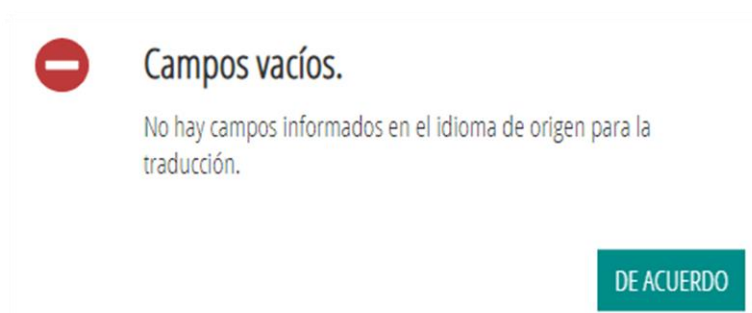 Campos vacíos.
No hay campos informados en el idioma de origen para la
traducción.
DE ACUERDO